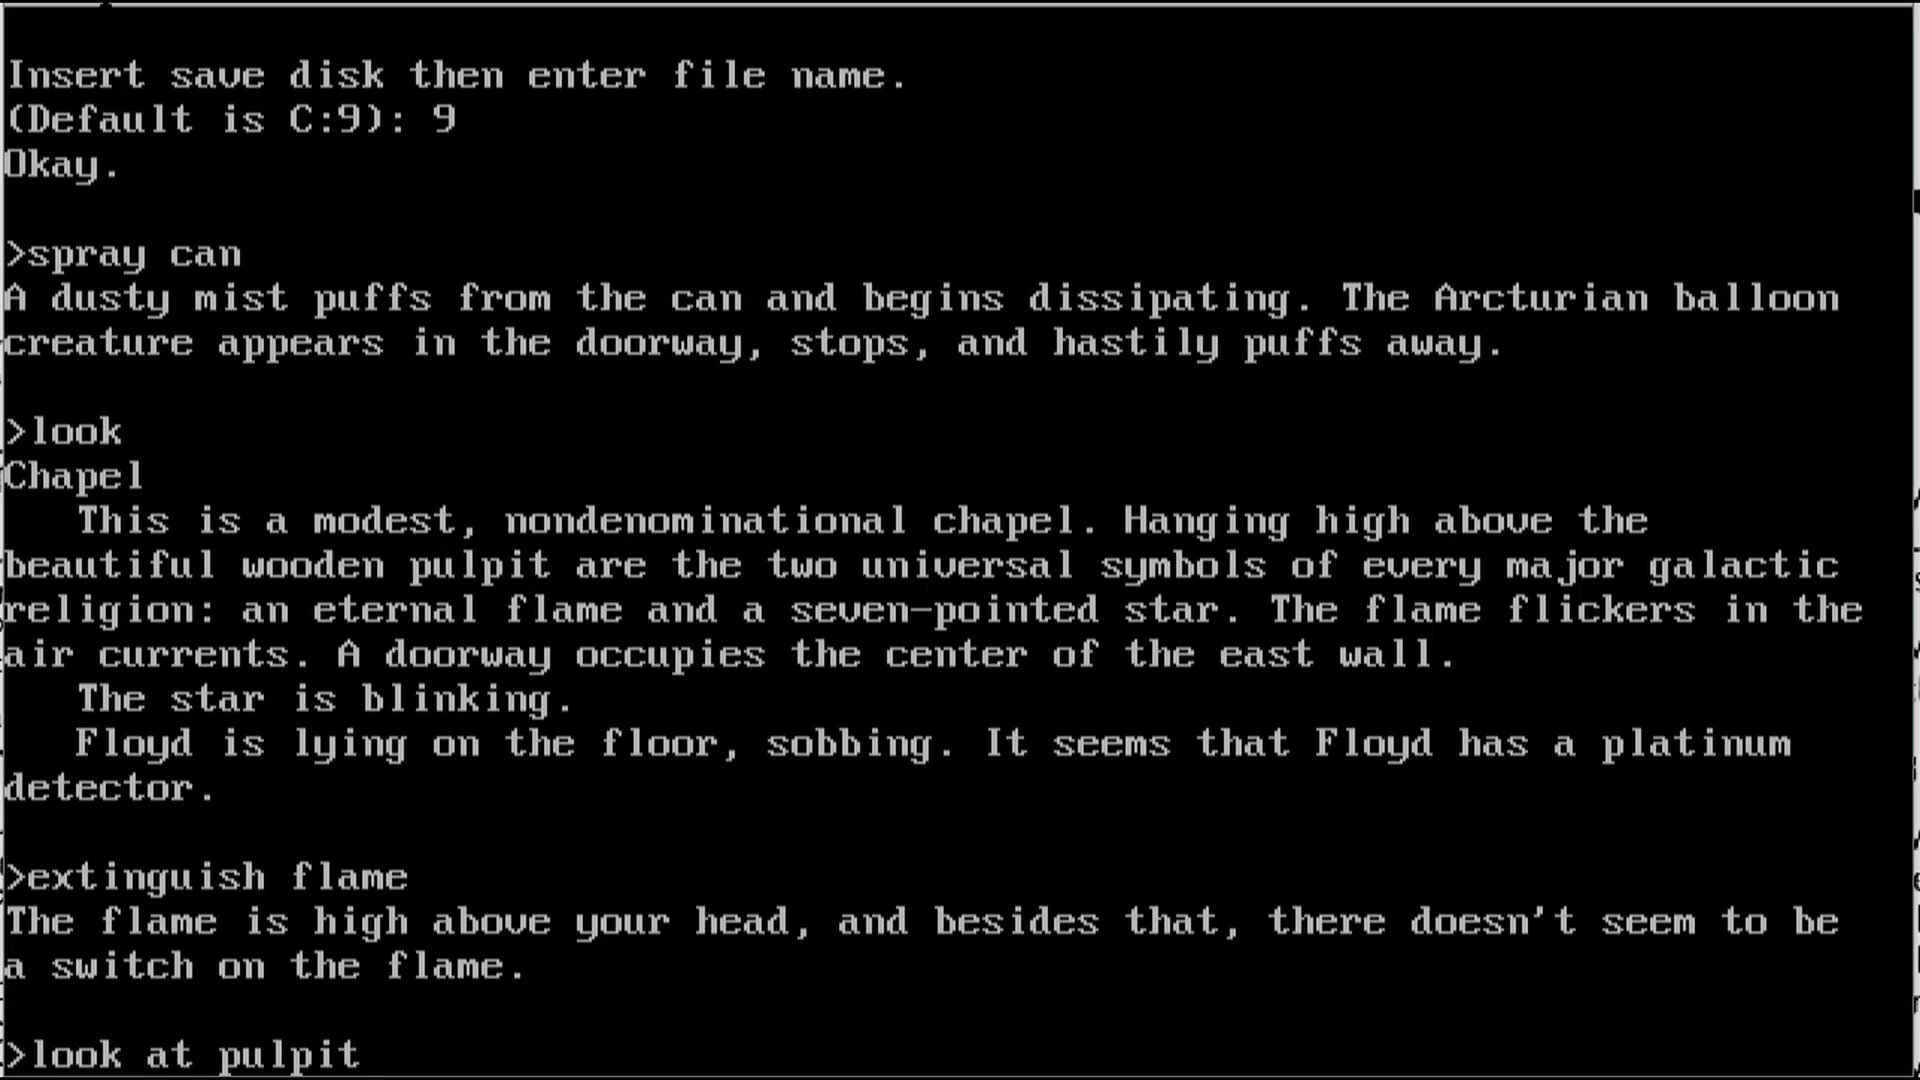 Insert save disk then enter file name.
(Default is C:9): 9
Okay.
>spray can
A dusty mist puffs from the can and begins dissipating. The Arcturian balloon
creature appears in the doorway, stops, and hastily puffs away.
>look
Chapel
This is a modest, nondenominational chapel. Hanging high above the
beautiful wooden pulpit are the two universal symbols of every major galactic
religion: an eternal flame and a seven-pointed star. The flame flickers in the
air currents. A doorway occupies the center of the east wall.
The star is blinking.
Floyd is lying on the floor, sobbing. It seems that Floyd has a platinum
detector.
>extinguish flame
The flame is high above your head, and besides that, there doesn't seem to be
a switch on the flame.
>look at pulpit